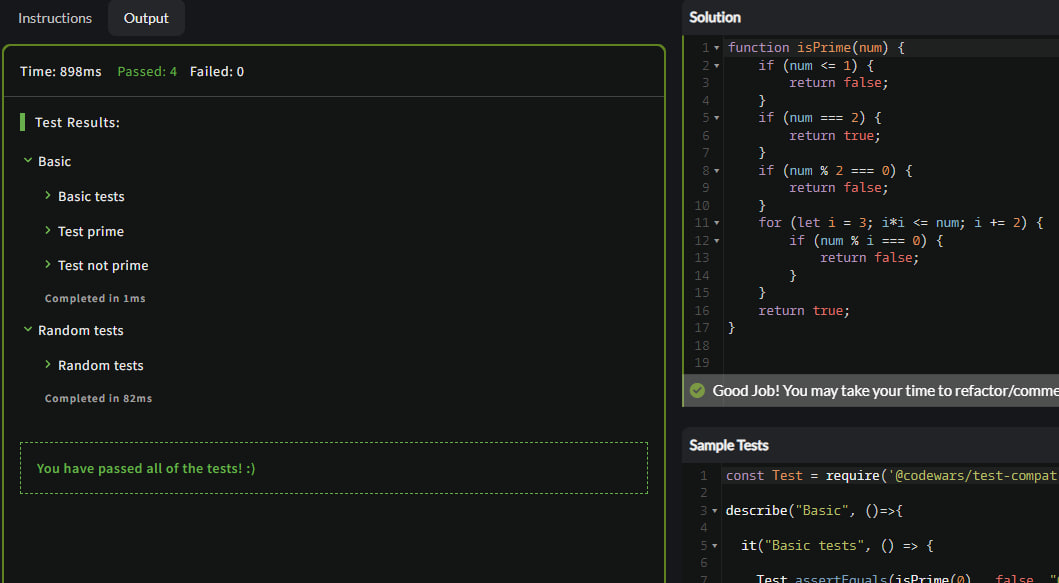 Instructions
Output
Time: 898ms Passed: 4 Failed: 0
Test Results:
Basic
Basic tests
Test prime
Test not prime
Completed in 1ms
Random tests
Random tests
Completed in 82ms
You have passed all of the tests! :)
Solution
1 function isPrime(num) {
2 if (num <= 1) {
3 return false;
4 }
5 if (num === 2) {
6 return true;
7 }
8 if (num % 2 === 0) {
9 return false;
10 }
11 for (let i = 3; i*i <= num; i += 2) {
12 if (num % i === 0) {
13 return false;
14 }
15 }
16 return true;
17 }
18
19
Good Job! You may take your time to refactor/comme
Sample Tests
1 const Test = require('@codewars/test-compat
2
3 describe("Basic", ()=>{
4
5 it("Basic tests", () => {
6
7 Test.assertEquals(isPrime(0), false, "